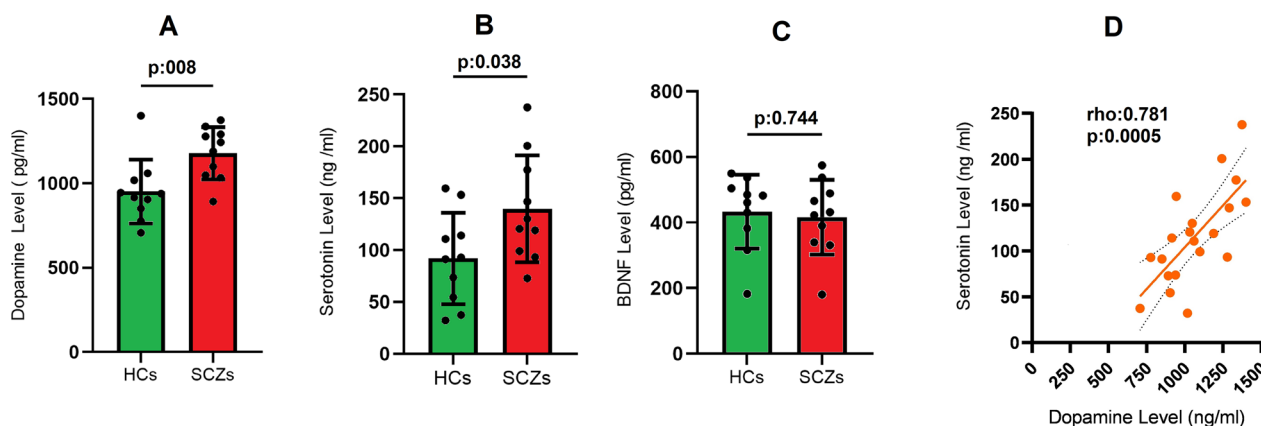 A
p:008
Dopamine Level ( pg/ml)
1500
1000
500
0
HCs
SCZs
B
p:0.038
Serotonin Level (ng /ml)
250
200
150
100
50
0
HCs
SCZs
C
p:0.744
BDNF Level (pg/ml)
800
600
400
200
0
HCs
SCZs
D
rho:0.781
p:0.0005
Serotonin Level (ng /ml)
250
200
150
100
50
0
0
250
500
750
1000
1250
1500
Dopamine Level (ng/ml)